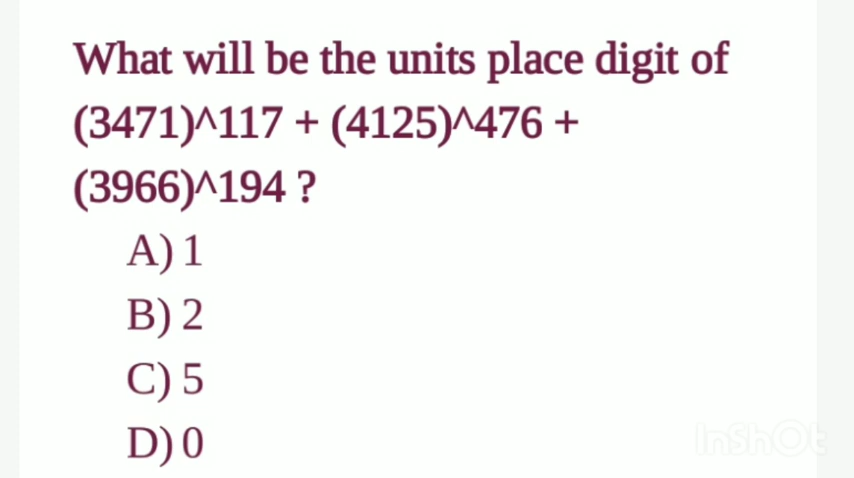 What will be the units place digit of
(3471)^117 + (4125)^476 +
(3966)^194 ?
A) 1
B) 2
C) 5
D) 0
InShOt